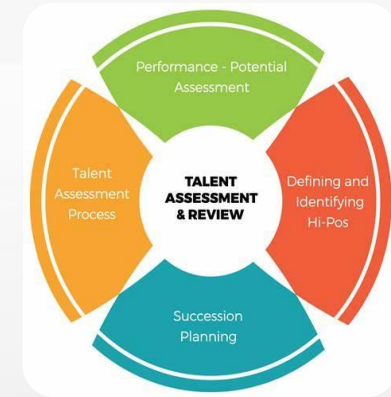 Performance - Potential
Assessment
Talent
Assessment
Process
TALENT
ASSESSMENT
& REVIEW
Defining and
Identifying
Hi-Pos
Succession
Planning